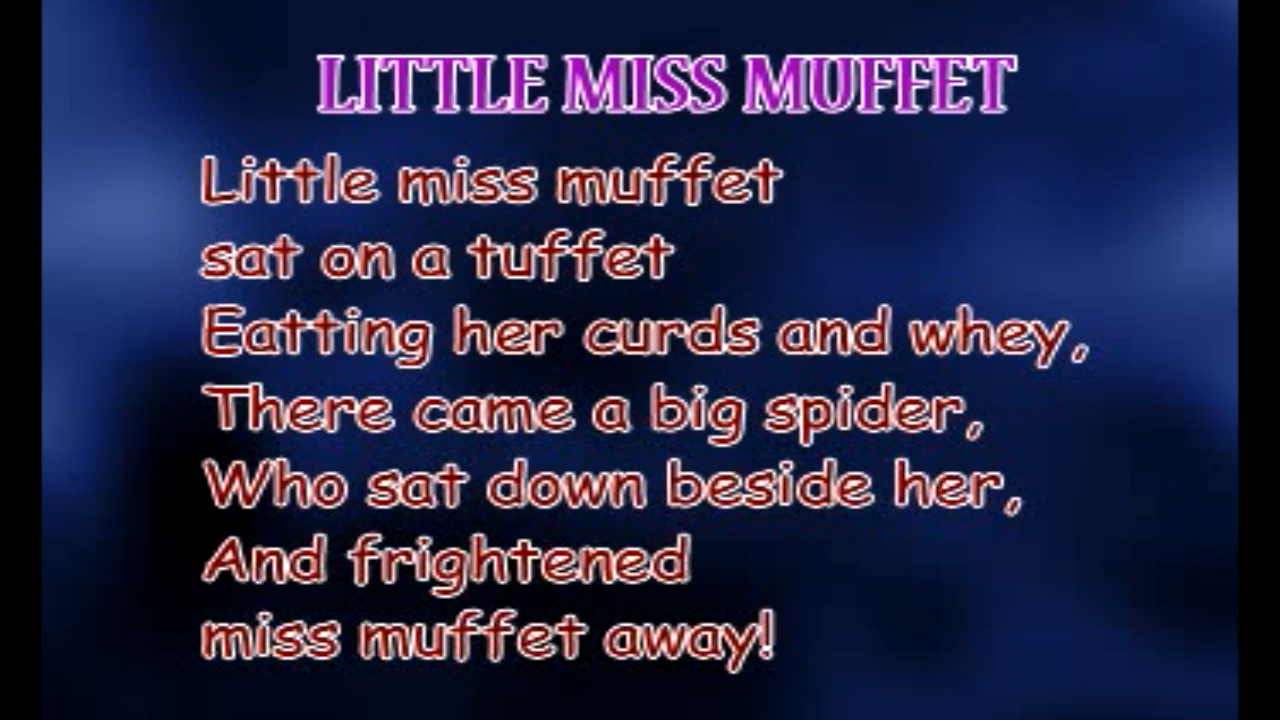 LITTLE MISS MUFFET
Little miss muffet
sat on a tuffet
Eatting her curds and whey,
There came a big spider,
Who sat down beside her,
And frightened
miss muffet away!